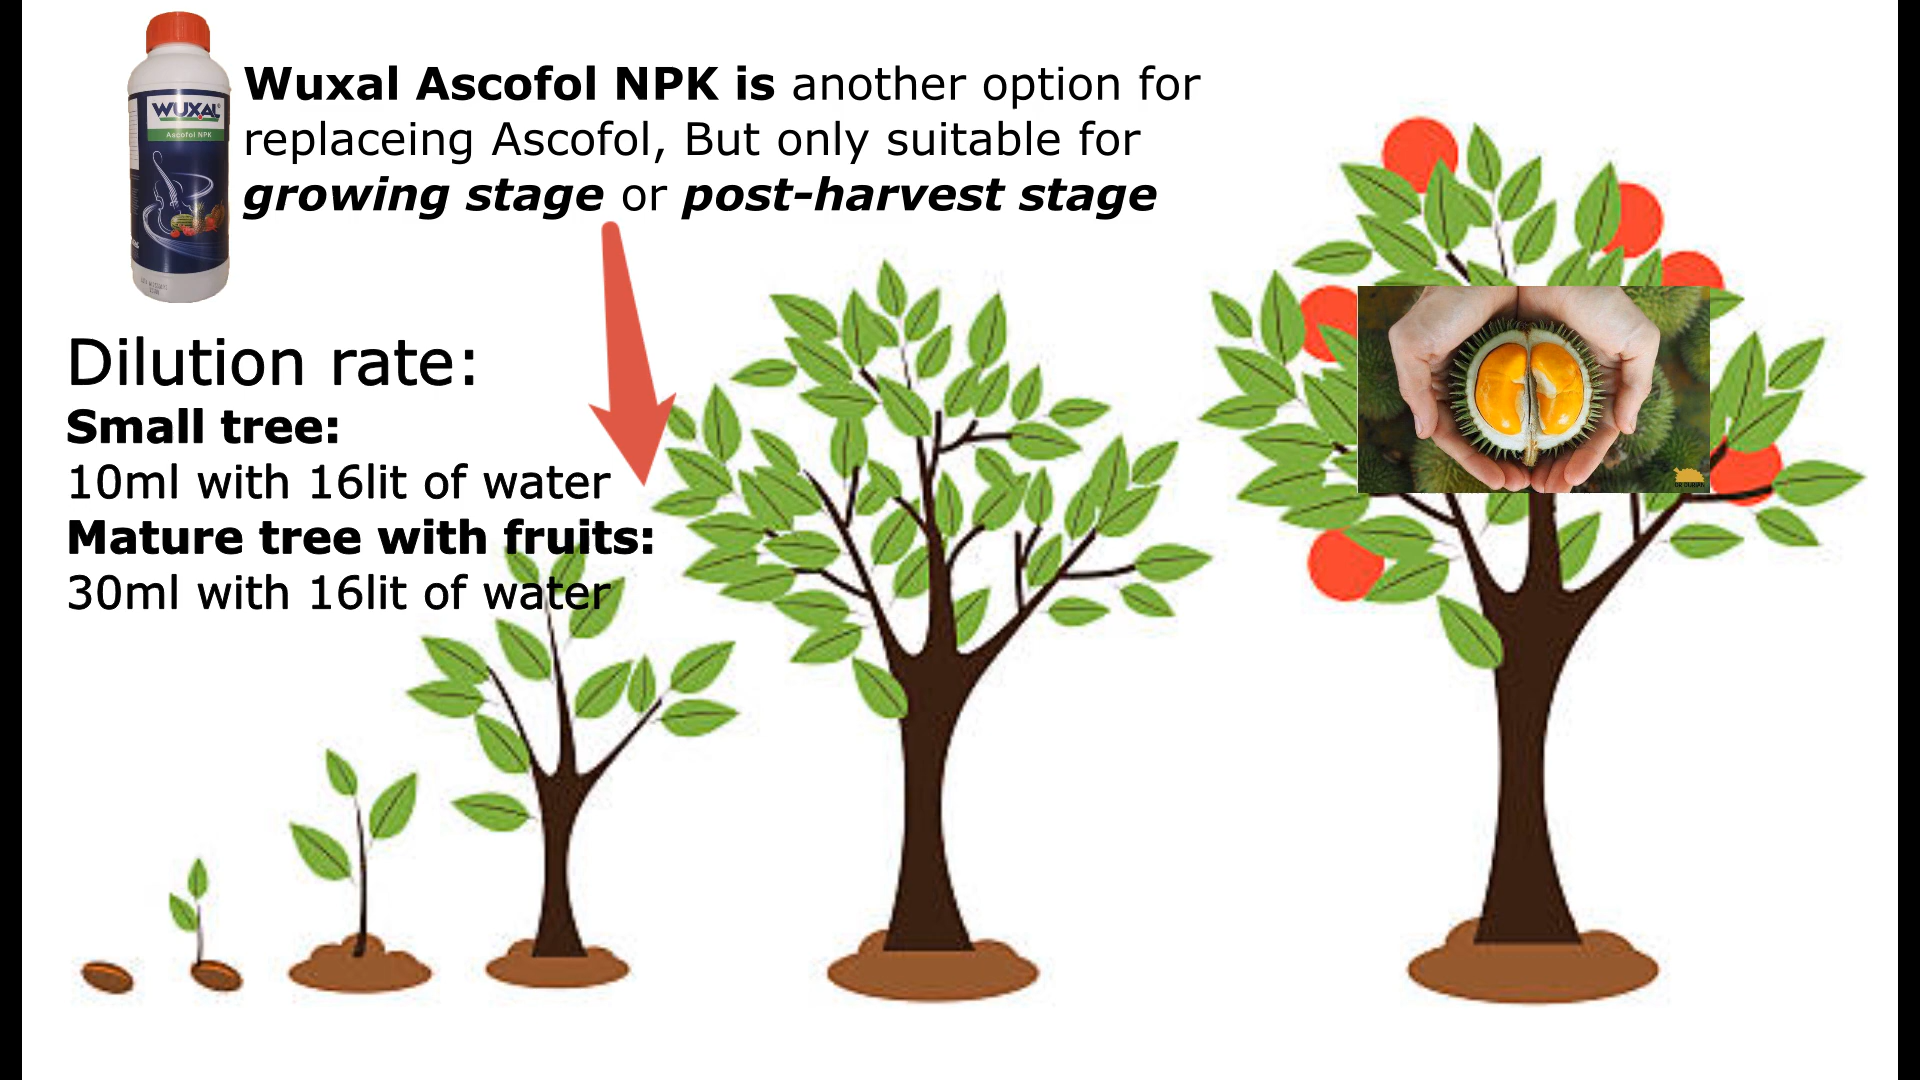 WUXAL
Ascofol NPK
Wuxal Ascofol NPK is another option for
replaceing Ascofol, But only suitable for
growing stage or post-harvest stage
Dilution rate:
Small tree:
10ml with 16lit of water
Mature tree with fruits:
30ml with 16lit of water
DR DURIAN